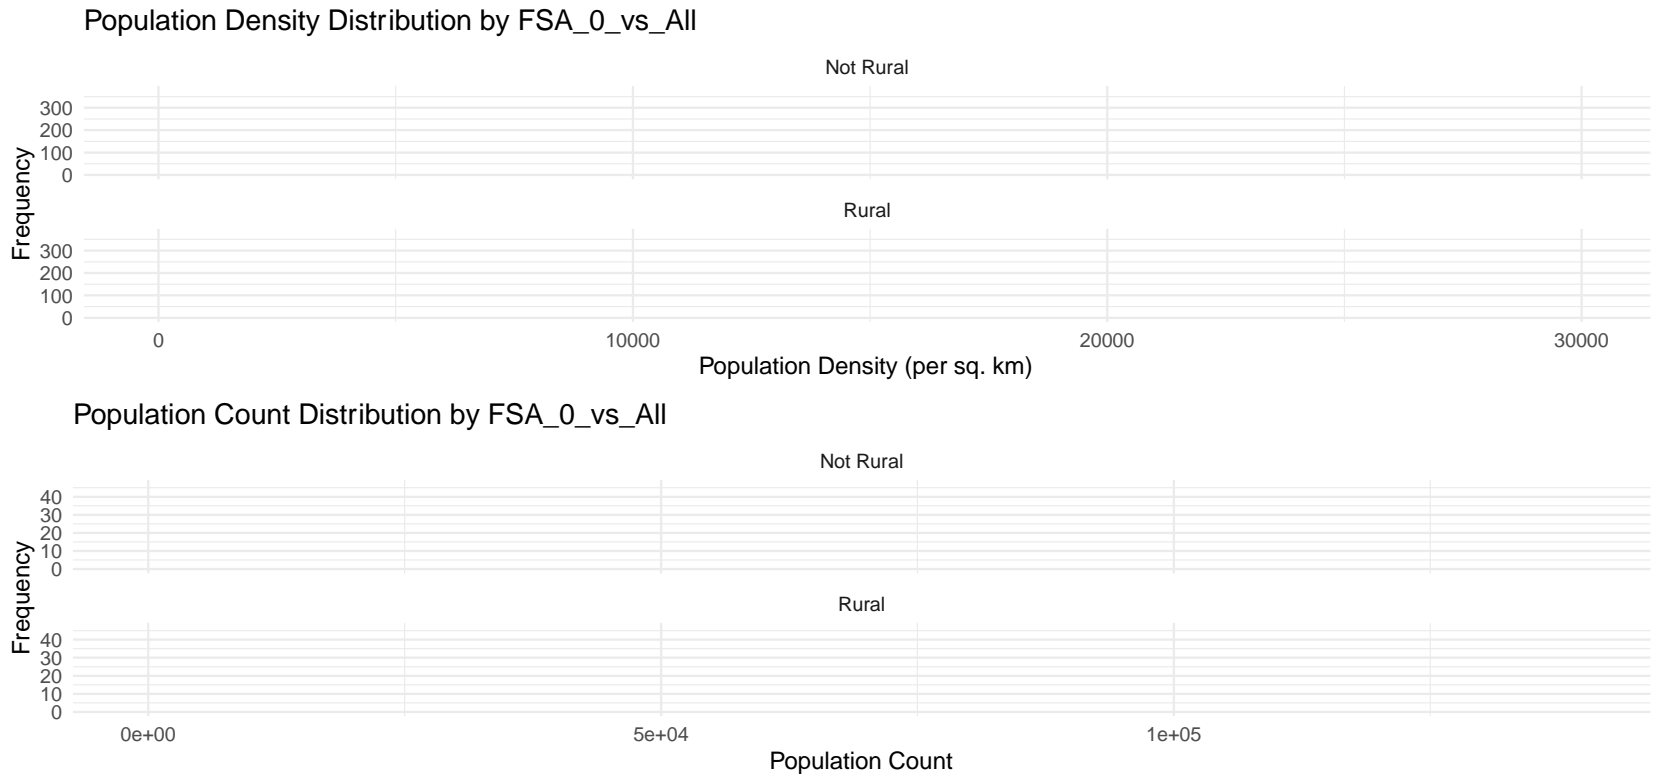 Population Density Distribution by FSA_0_vs_All
Not Rural
300
200
100
0
Frequency
Rural
300
200
100
0
0 10000 20000 30000
Population Density (per sq. km)
Population Count Distribution by FSA_0_vs_All
Not Rural
40
30
20
10
0
Frequency
Rural
40
30
20
10
0
0e+00 5e+04 1e+05
Population Count